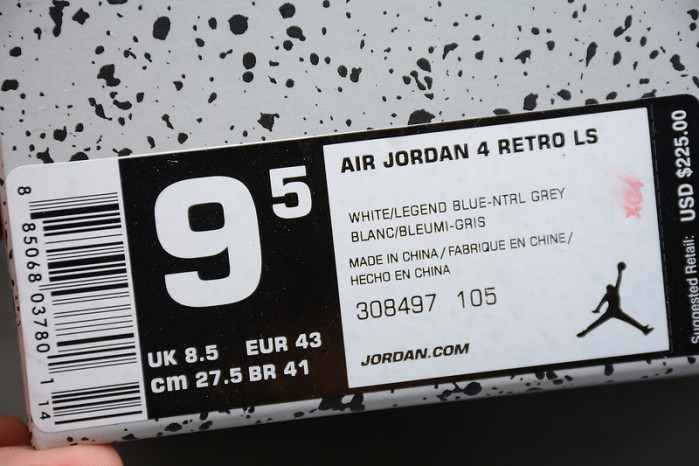 8 85068 03780 1 14
9 5
UK 8.5 EUR 43
cm 27.5 BR 41
AIR JORDAN 4 RETRO LS
WHITE/LEGEND BLUE-NTRL GREY
BLANC/BLEUMI-GRIS
MADE IN CHINA / FABRIQUE EN CHINE/
HECHO EN CHINA
308497 105
JORDAN.COM
Suggested Retail: USD $225.00